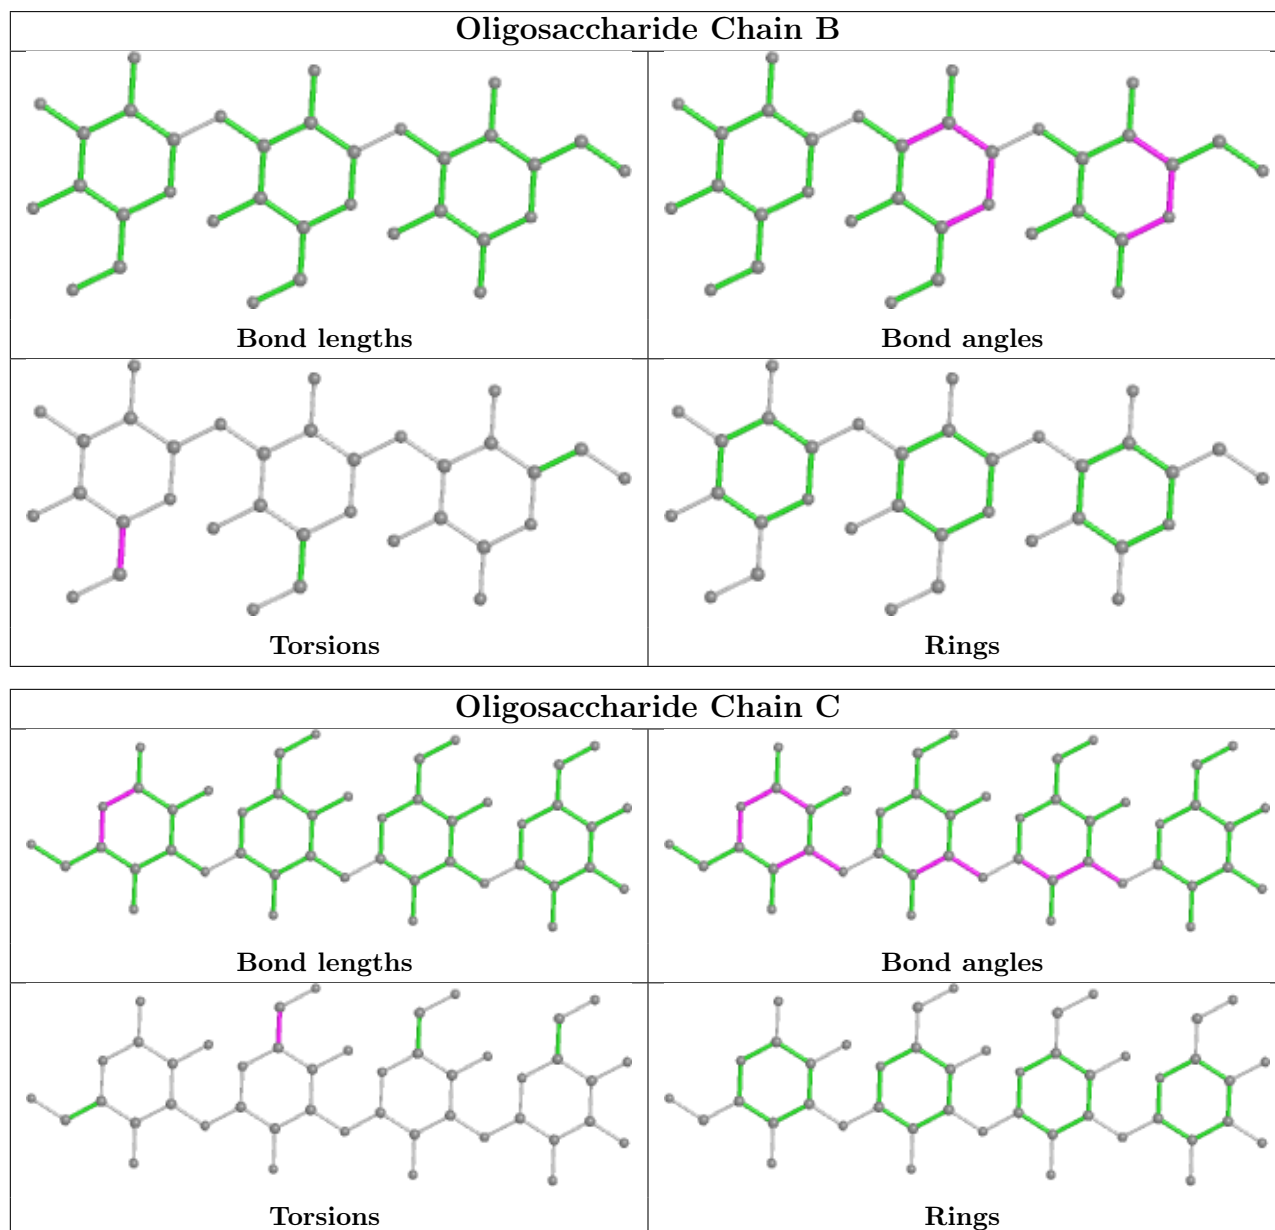 Oligosaccharide Chain B
Bond lengths
Bond angles
Torsions
Rings
Oligosaccharide Chain C
Bond lengths
Bond angles
Torsions
Rings